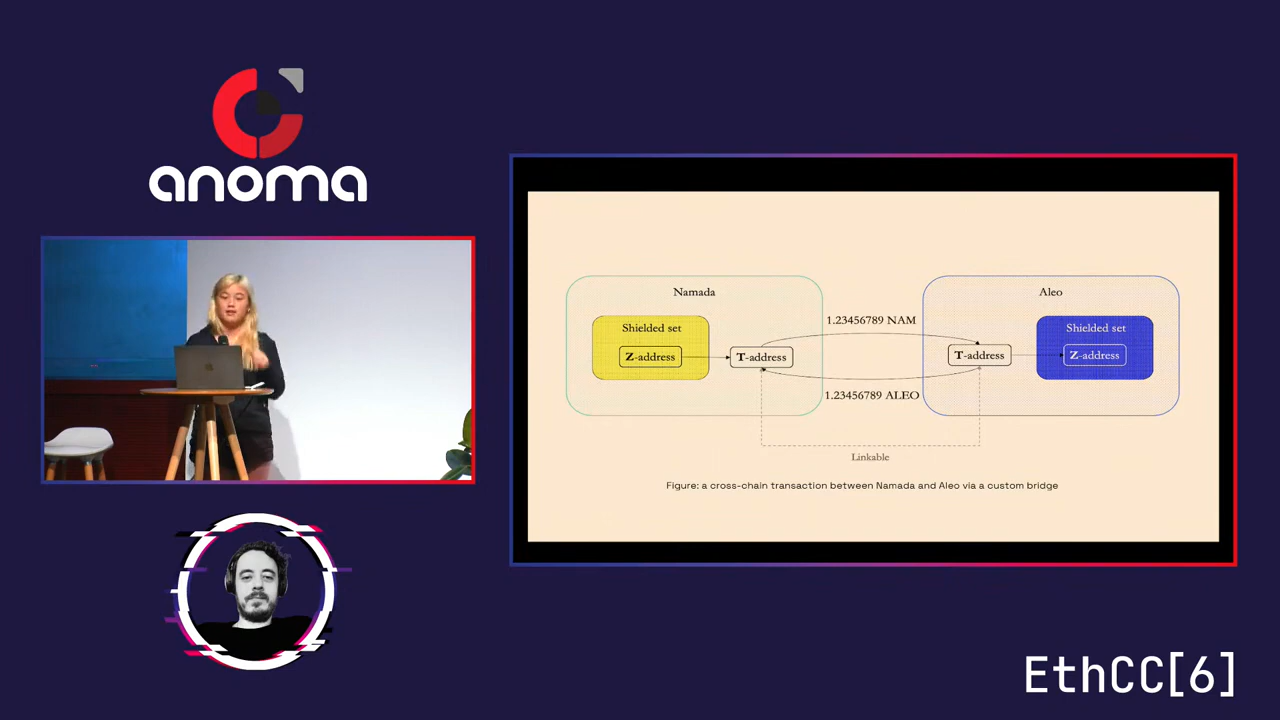 anoma
Namada
Shielded set
Z-address
T-address
1.23456789 NAM
1.23456789 ALEO
Aleo
T-address
Shielded set
Z-address
Linkable
Figure: a cross-chain transaction between Namada and Aleo via a custom bridge
EthCC[6]